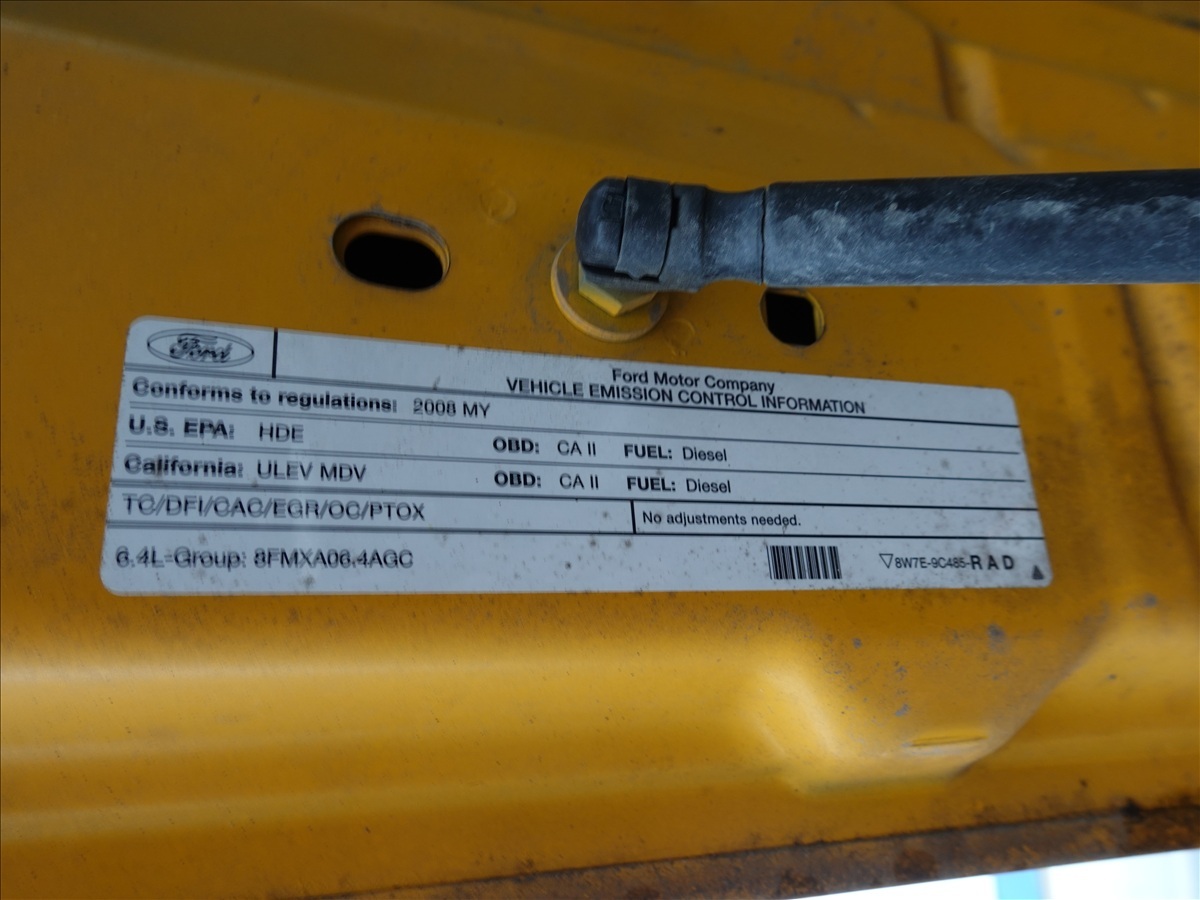 Ford
Ford Motor Company
VEHICLE EMISSION CONTROL INFORMATION
Conforms to regulations: 2008 MY
U.S. EPA: HDE OBD: CA II FUEL: Diesel
California: ULEV MDV OBD: CA II FUEL: Diesel
TC/DFI/CAC/EGR/OC/PTOX No adjustments needed.
6.4L-Group: 8FMXA06.4AGC ▽8W7E-9C485-RAD